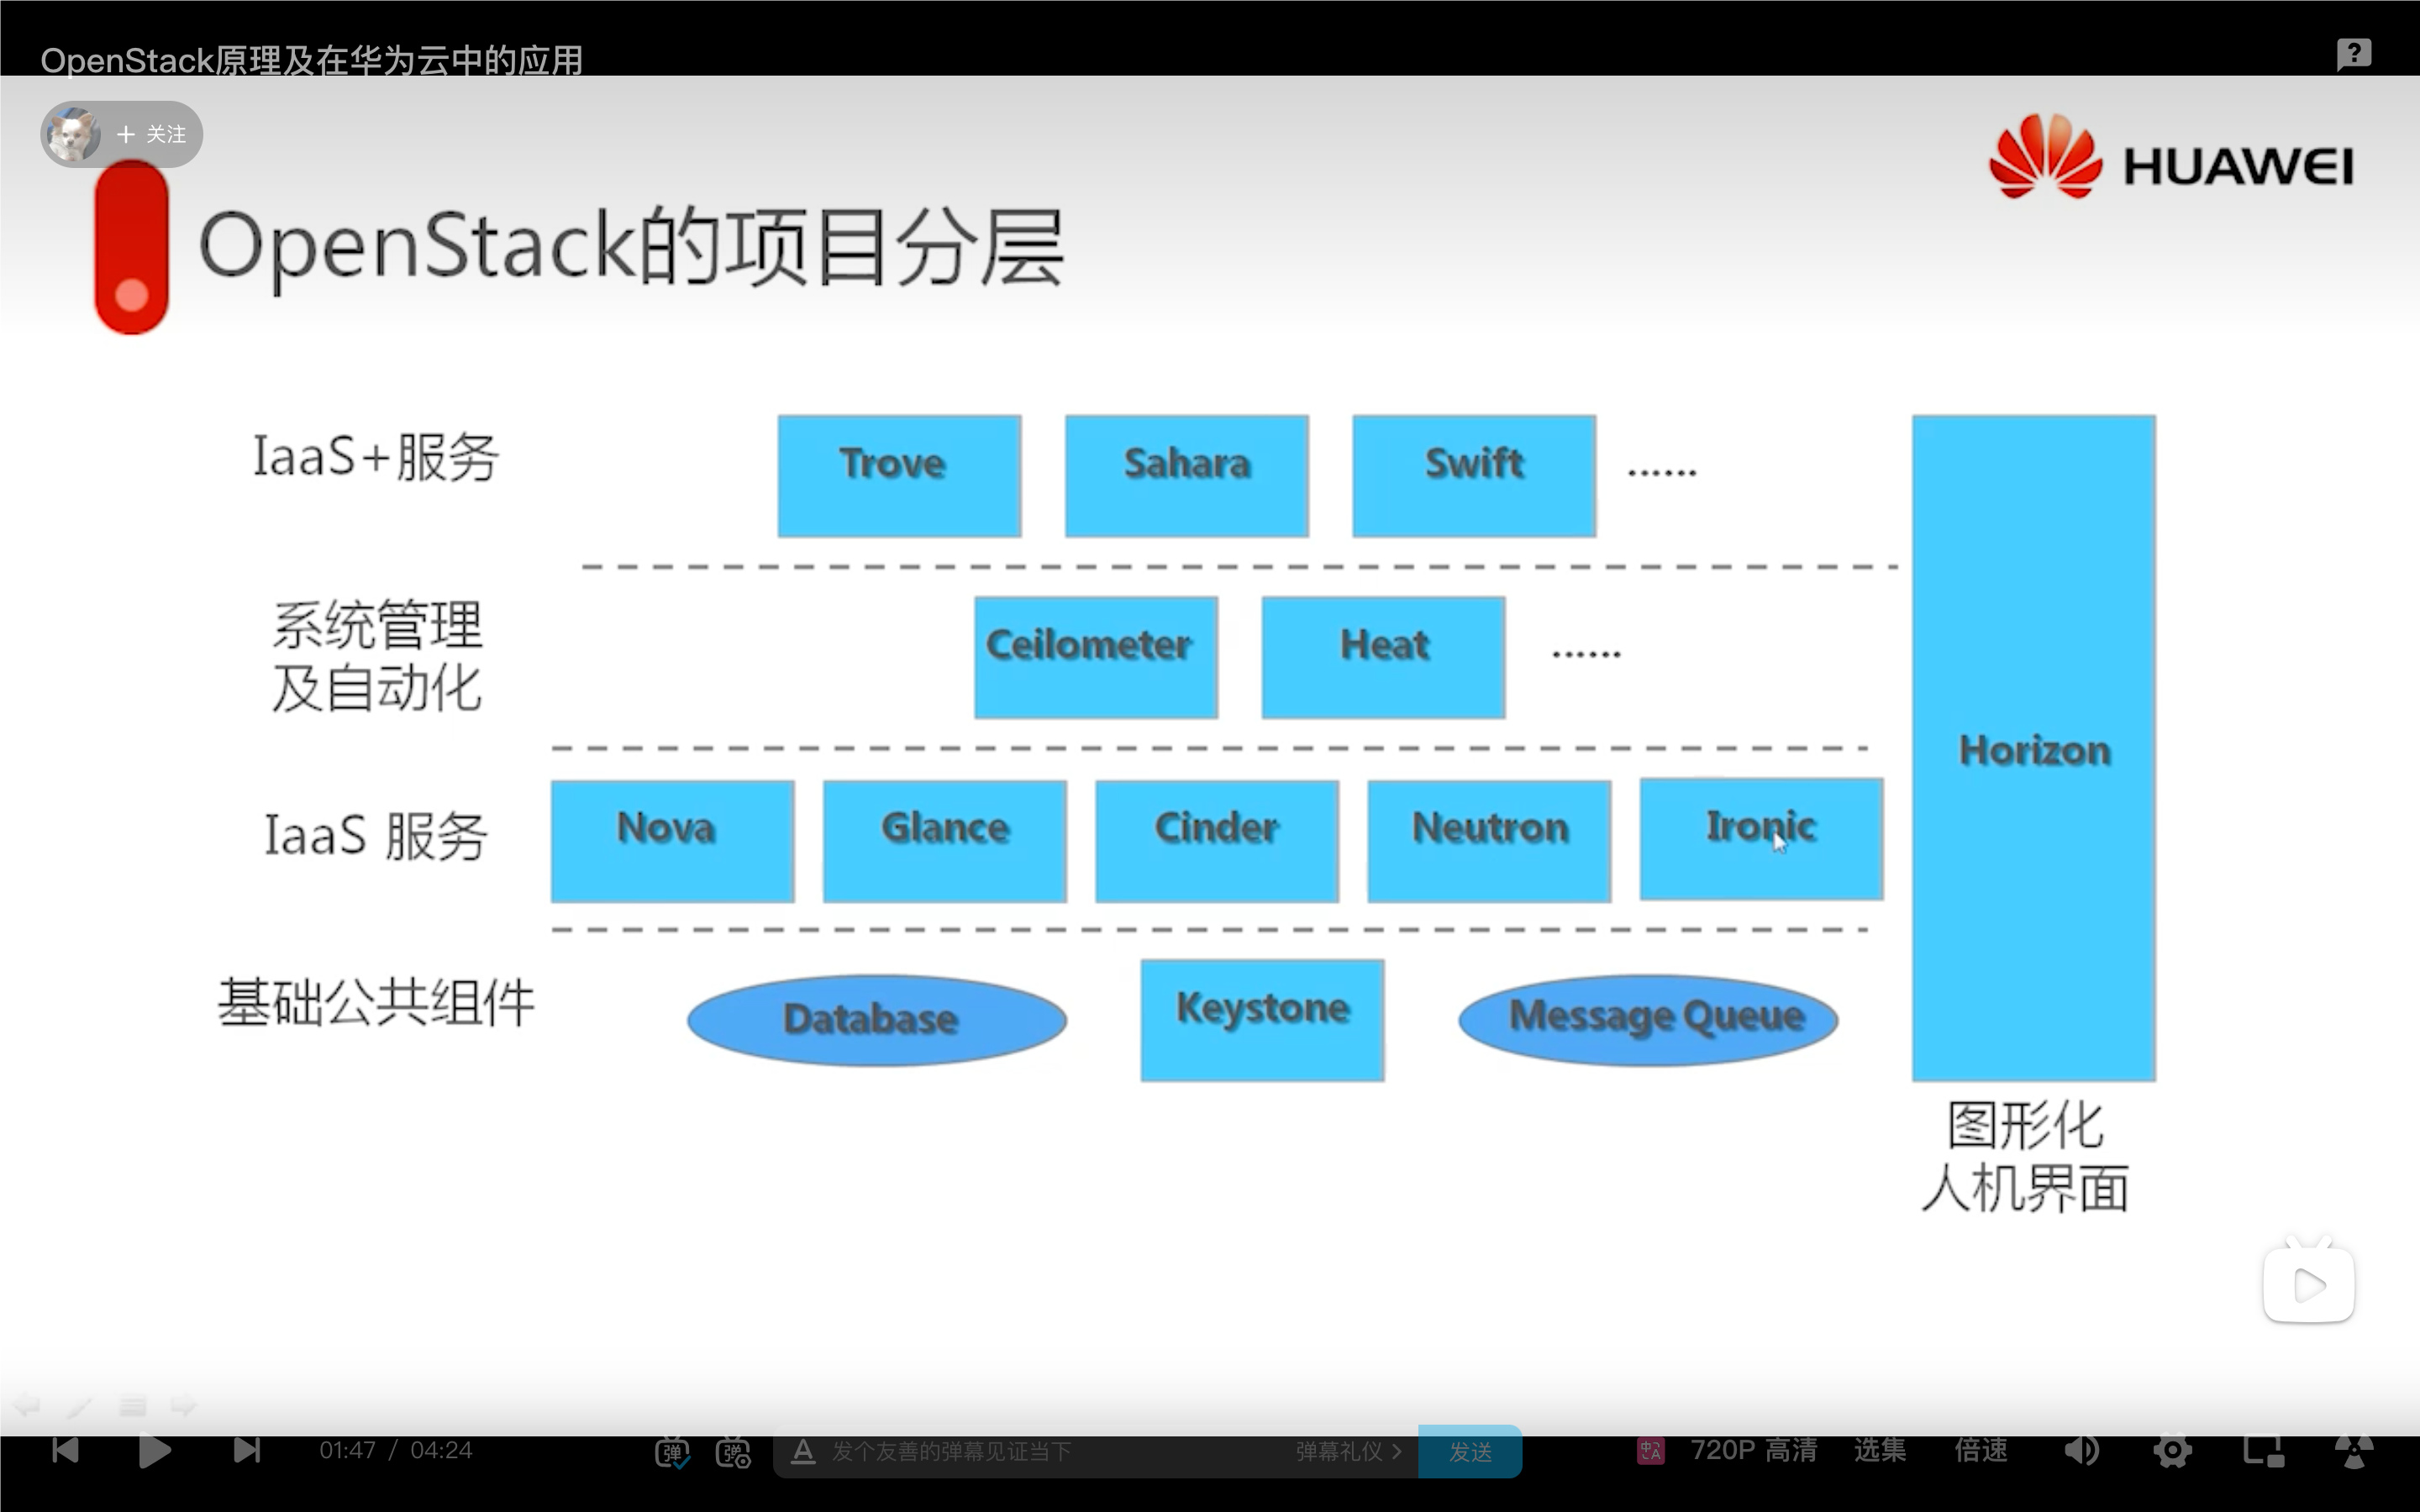 OpenStack原理及在华为云中的应用
+ 关注
HUAWEI
OpenStack的项目分层
IaaS+服务
Trove
Sahara
Swift
......
系统管理
及自动化
Ceilometer
Heat
......
Horizon
IaaS 服务
Nova
Glance
Cinder
Neutron
Ironic
基础公共组件
Database
Keystone
Message Queue
图形化
人机界面
01:47 / 04:24
弹
弹
A
发个友善的弹幕见证当下
弹幕礼仪 >
发送
中A
720P 高清
选集
倍速